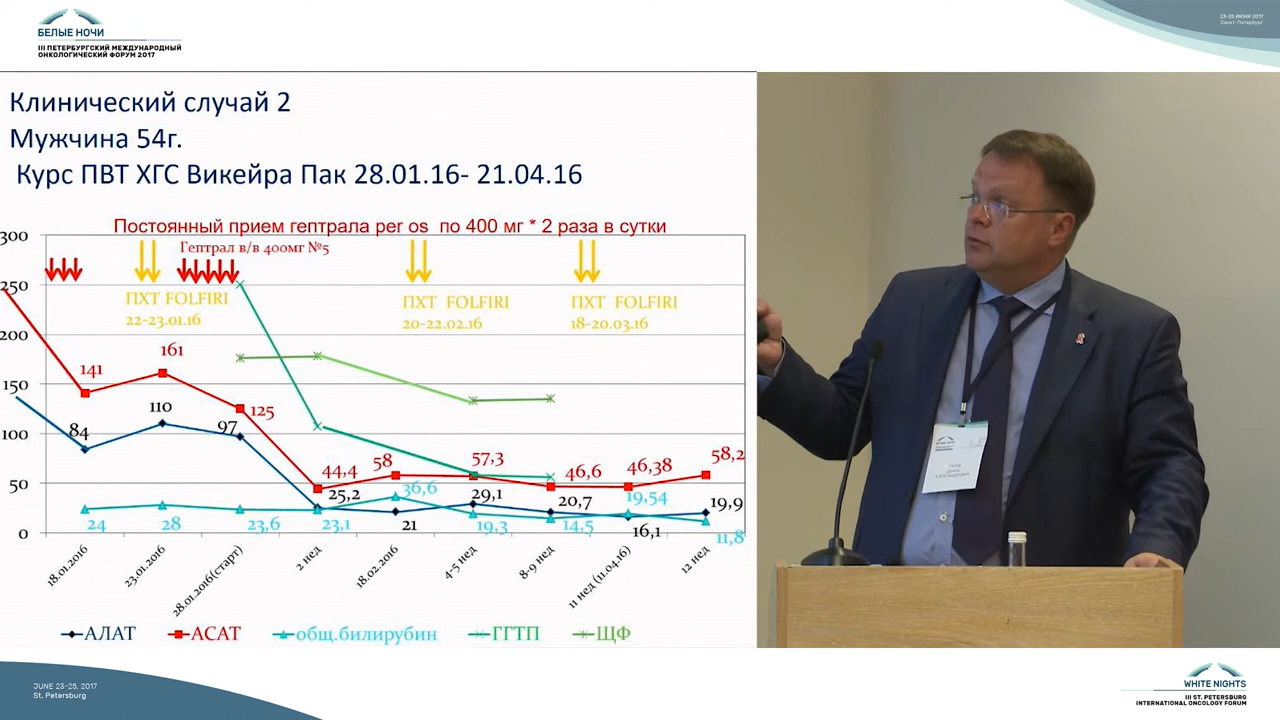 БЕЛЫЕ НОЧИ
III ПЕТЕРБУРГСКИЙ МЕЖДУНАРОДНЫЙ
ОНКОЛОГИЧЕСКИЙ ФОРУМ 2017
23-25 ИЮНЯ 2017
Санкт-Петербург
Клинический случай 2
Мужчина 54г.
Курс ПВТ ХГС Викейра Пак 28.01.16- 21.04.16
Постоянный прием гептрала per os по 400 мг * 2 раза в сутки
Гептрал в/в 400мг №5
ПХТ FOLFIRI
22-23.01.16
ПХТ FOLFIRI
20-22.02.16
ПХТ FOLFIRI
18-20.03.16
300
250
200
150
100
50
0
141
161
125
44,4
58
57,3
46,6
46,38
58,2
84
110
97
25,2
21
29,1
20,7
16,1
19,9
24
28
23,6
23,1
36,6
19,3
14,5
19,54
11,8
18.01.2016
23.01.2016
28.01.2016(старт)
2 нед
18.02.2016
4-5 нед
8-9 нед
11 нед (11.04.16)
12 нед
АЛАТ
АСАТ
общ.билирубин
ГГТП
ЩФ
JUNE 23-25, 2017
St. Petersburg
WHITE NIGHTS
III ST. PETERSBURG
INTERNATIONAL ONCOLOGY FORUM